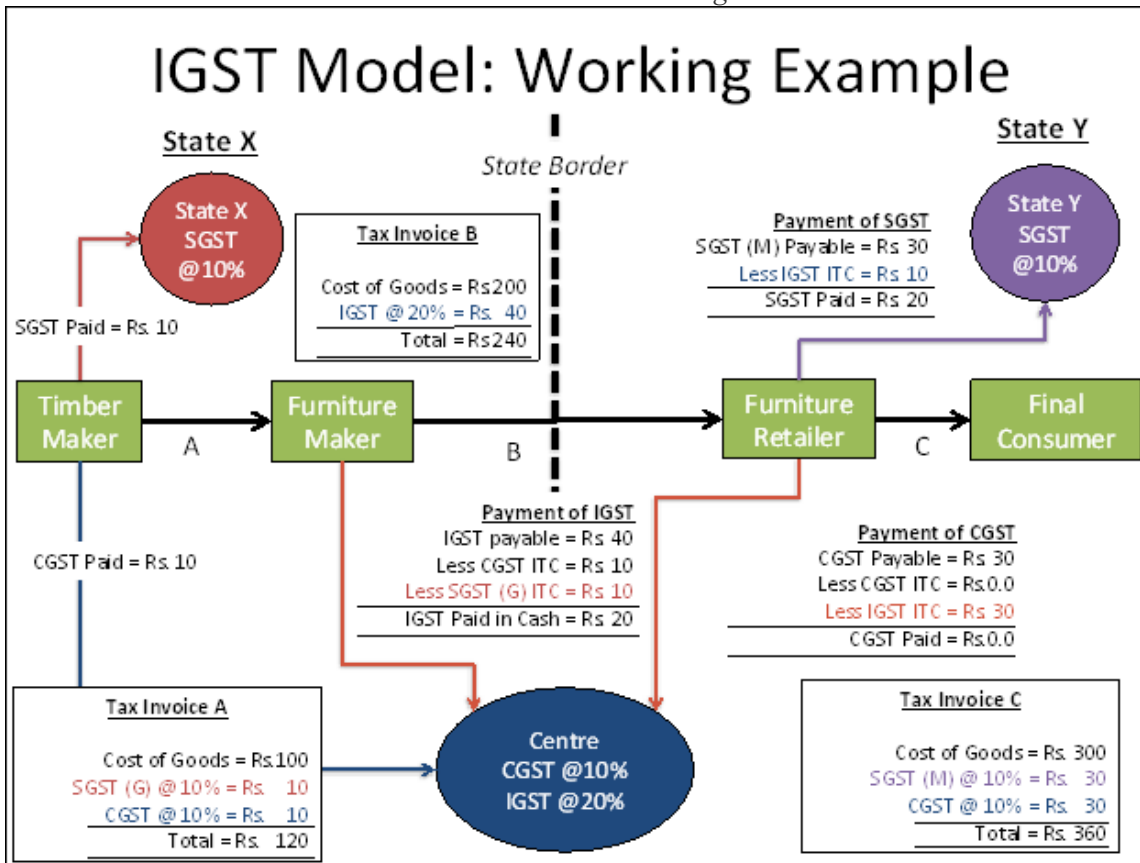 IGST Model: Working Example
State X
State Border
State Y
State X
SGST
@10%
Tax Invoice B
Cost of Goods = Rs.200
IGST @ 20% = Rs. 40
Total = Rs 240
Payment of SGST
SGST (M) Payable = Rs. 30
Less IGST ITC = Rs. 10
SGST Paid = Rs. 20
State Y
SGST
@10%
SGST Paid = Rs. 10
Timber
Maker
A
Furniture
Maker
B
Furniture
Retailer
C
Final
Consumer
CGST Paid = Rs. 10
Payment of IGST
IGST payable = Rs. 40
Less CGST ITC = Rs. 10
Less SGST (G) ITC = Rs. 10
IGST Paid in Cash = Rs. 20
Payment of CGST
CGST Payable = Rs. 30
Less CGST ITC = Rs.0.0
Less IGST ITC = Rs. 30
CGST Paid = Rs.0.0
Tax Invoice A
Cost of Goods = Rs.100
SGST (G) @ 10% = Rs. 10
CGST @ 10% = Rs. 10
Total = Rs. 120
Centre
CGST @10%
IGST @20%
Tax Invoice C
Cost of Goods = Rs. 300
SGST (M) @ 10% = Rs. 30
CGST @ 10% = Rs. 30
Total = Rs. 360